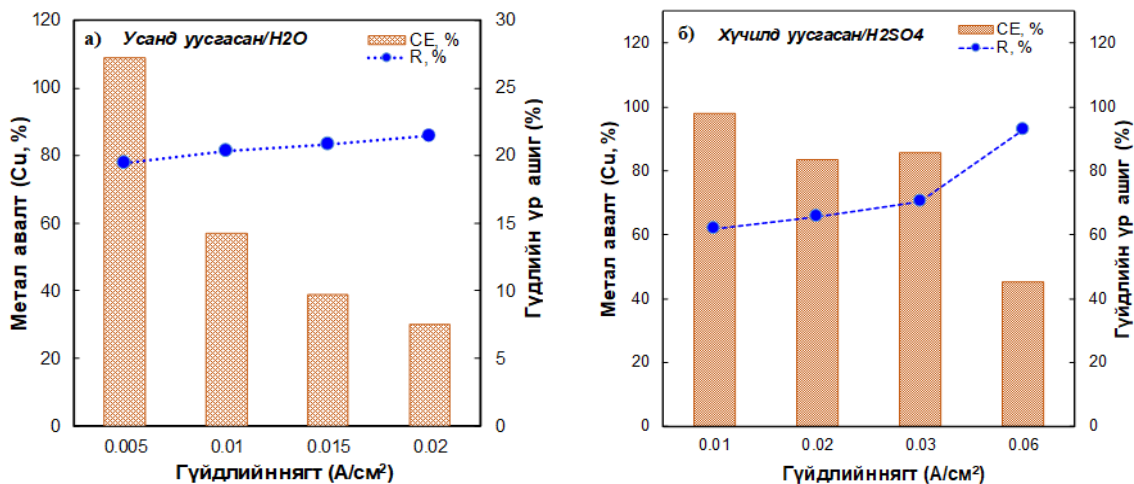 а) Усанд уусгасан/H2O
CE, %
R, %
Метал авалт (Cu, %)
120
100
80
60
40
20
0
30
25
20
15
10
5
0
Гүдлийн үр ашиг (%)
0.005 0.01 0.015 0.02
Гүйдлийннягт (А/см²)
б) Хүчилд уусгасан/H2SO4
CE, %
R, %
Метал авалт (Cu, %)
120
100
80
60
40
20
0
120
100
80
60
40
20
0
Гүйдлийн үр ашиг (%)
0.01 0.02 0.03 0.06
Гүйдлийннягт (А/см²)